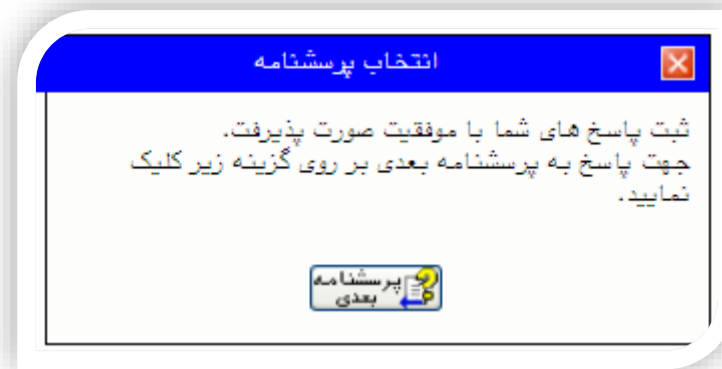 انتخاب پرسشنامه
ثبت پاسخ های شما با موفقیت صورت پذیرفت.
جهت پاسخ به پرسشنامه بعدی بر روی گزینه زیر کلیک
نمایید.
پرسشنامه
بعدی